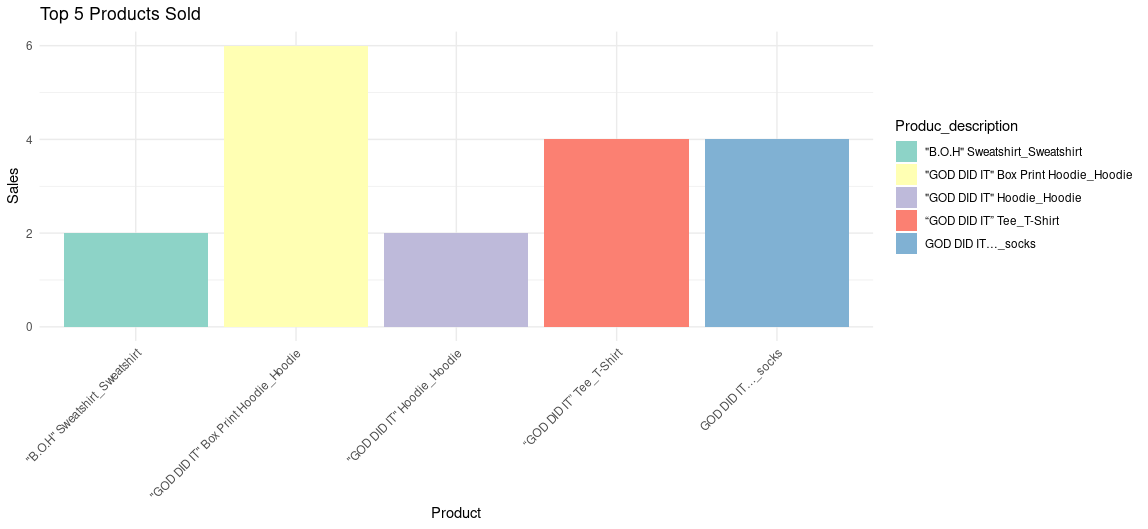 Top 5 Products Sold
Sales
6
4
2
0
"B.O.H" Sweatshirt_Sweatshirt
"GOD DID IT" Box Print Hoodie_Hoodie
"GOD DID IT" Hoodie_Hoodie
“GOD DID IT” Tee_T-Shirt
GOD DID IT…_socks
Product
Produc_description
"B.O.H" Sweatshirt_Sweatshirt
"GOD DID IT" Box Print Hoodie_Hoodie
"GOD DID IT" Hoodie_Hoodie
“GOD DID IT” Tee_T-Shirt
GOD DID IT…_socks